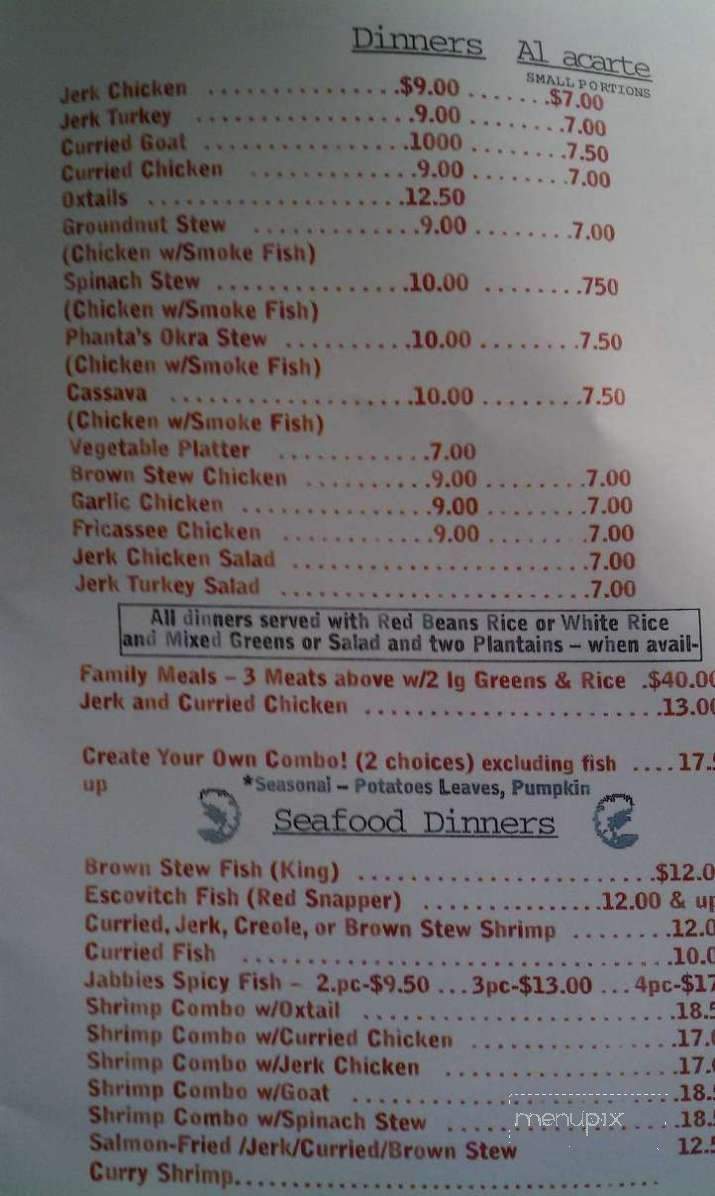 Dinners Al acarte
SMALL PORTIONS
Jerk Chicken ..................$9.00 .......$7.00
Jerk Turkey ..................9.00 ........7.00
Curried Goat .................1000 ........7.50
Curried Chicken .............9.00 ........7.00
Oxtails .....................12.50
Groundnut Stew .............9.00 ........7.00
(Chicken w/Smoke Fish)
Spinach Stew ...............10.00 ........750
(Chicken w/Smoke Fish)
Phanta's Okra Stew ..........10.00 ........7.50
(Chicken w/Smoke Fish)
Cassava ...................10.00 ........7.50
(Chicken w/Smoke Fish)
Vegetable Platter ............7.00
Brown Stew Chicken ..........9.00 ........7.00
Garlic Chicken ...............9.00 ........7.00
Fricassee Chicken ............9.00 ........7.00
Jerk Chicken Salad ............................7.00
Jerk Turkey Salad .............................7.00
All dinners served with Red Beans Rice or White Rice
and Mixed Greens or Salad and two Plantains – when avail-
Family Meals – 3 Meats above w/2 lg Greens & Rice .$40.00
Jerk and Curried Chicken .......................13.00
Create Your Own Combo! (2 choices) excluding fish ....17.5
up *Seasonal – Potatoes Leaves, Pumpkin
Seafood Dinners
Brown Stew Fish (King) .......................$12.0
Escovitch Fish (Red Snapper) ..............12.00 & up
Curried, Jerk, Creole, or Brown Stew Shrimp ........12.0
Curried Fish .................................10.0
Jabbies Spicy Fish – 2.pc-$9.50 ...3pc-$13.00 ...4pc-$17
Shrimp Combo w/Oxtail ........................18.5
Shrimp Combo w/Curried Chicken ................17.0
Shrimp Combo w/Jerk Chicken ..................17.
Shrimp Combo w/Goat .........................18.
Shrimp Combo w/Spinach Stew ..................18.
Salmon-Fried /Jerk/Curried/Brown Stew 12.5
Curry Shrimp....................................
menupix